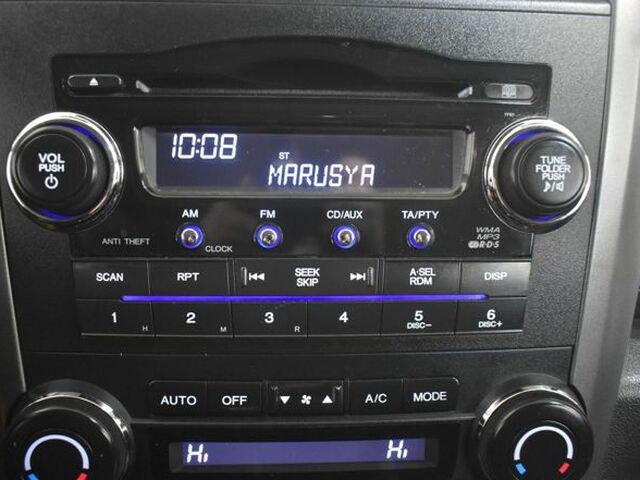 10:08
ST
MARUSYA
VOL
PUSH
TUNE
FOLDER
PUSH
AM
FM
CD/AUX
TA/PTY
ANTI THEFT
CLOCK
WMA
MP3
R·D·S
SCAN
RPT
SEEK
SKIP
A·SEL
RDM
DISP
1 H
2 M
3 R
4
5
DISC−
6
DISC+
AUTO
OFF
A/C
MODE
Hi
Hi